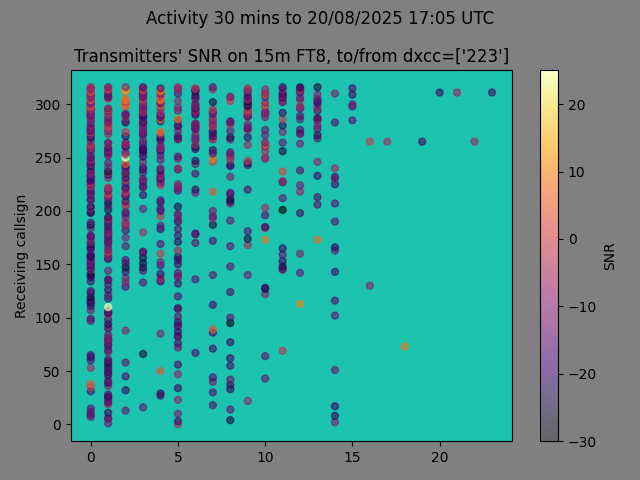 Activity 30 mins to 20/08/2025 17:05 UTC
Transmitters' SNR on 15m FT8, to/from dxcc=['223']
Receiving callsign
300
250
200
150
100
50
0
0 5 10 15 20
20
10
0
−10
−20
−30
SNR